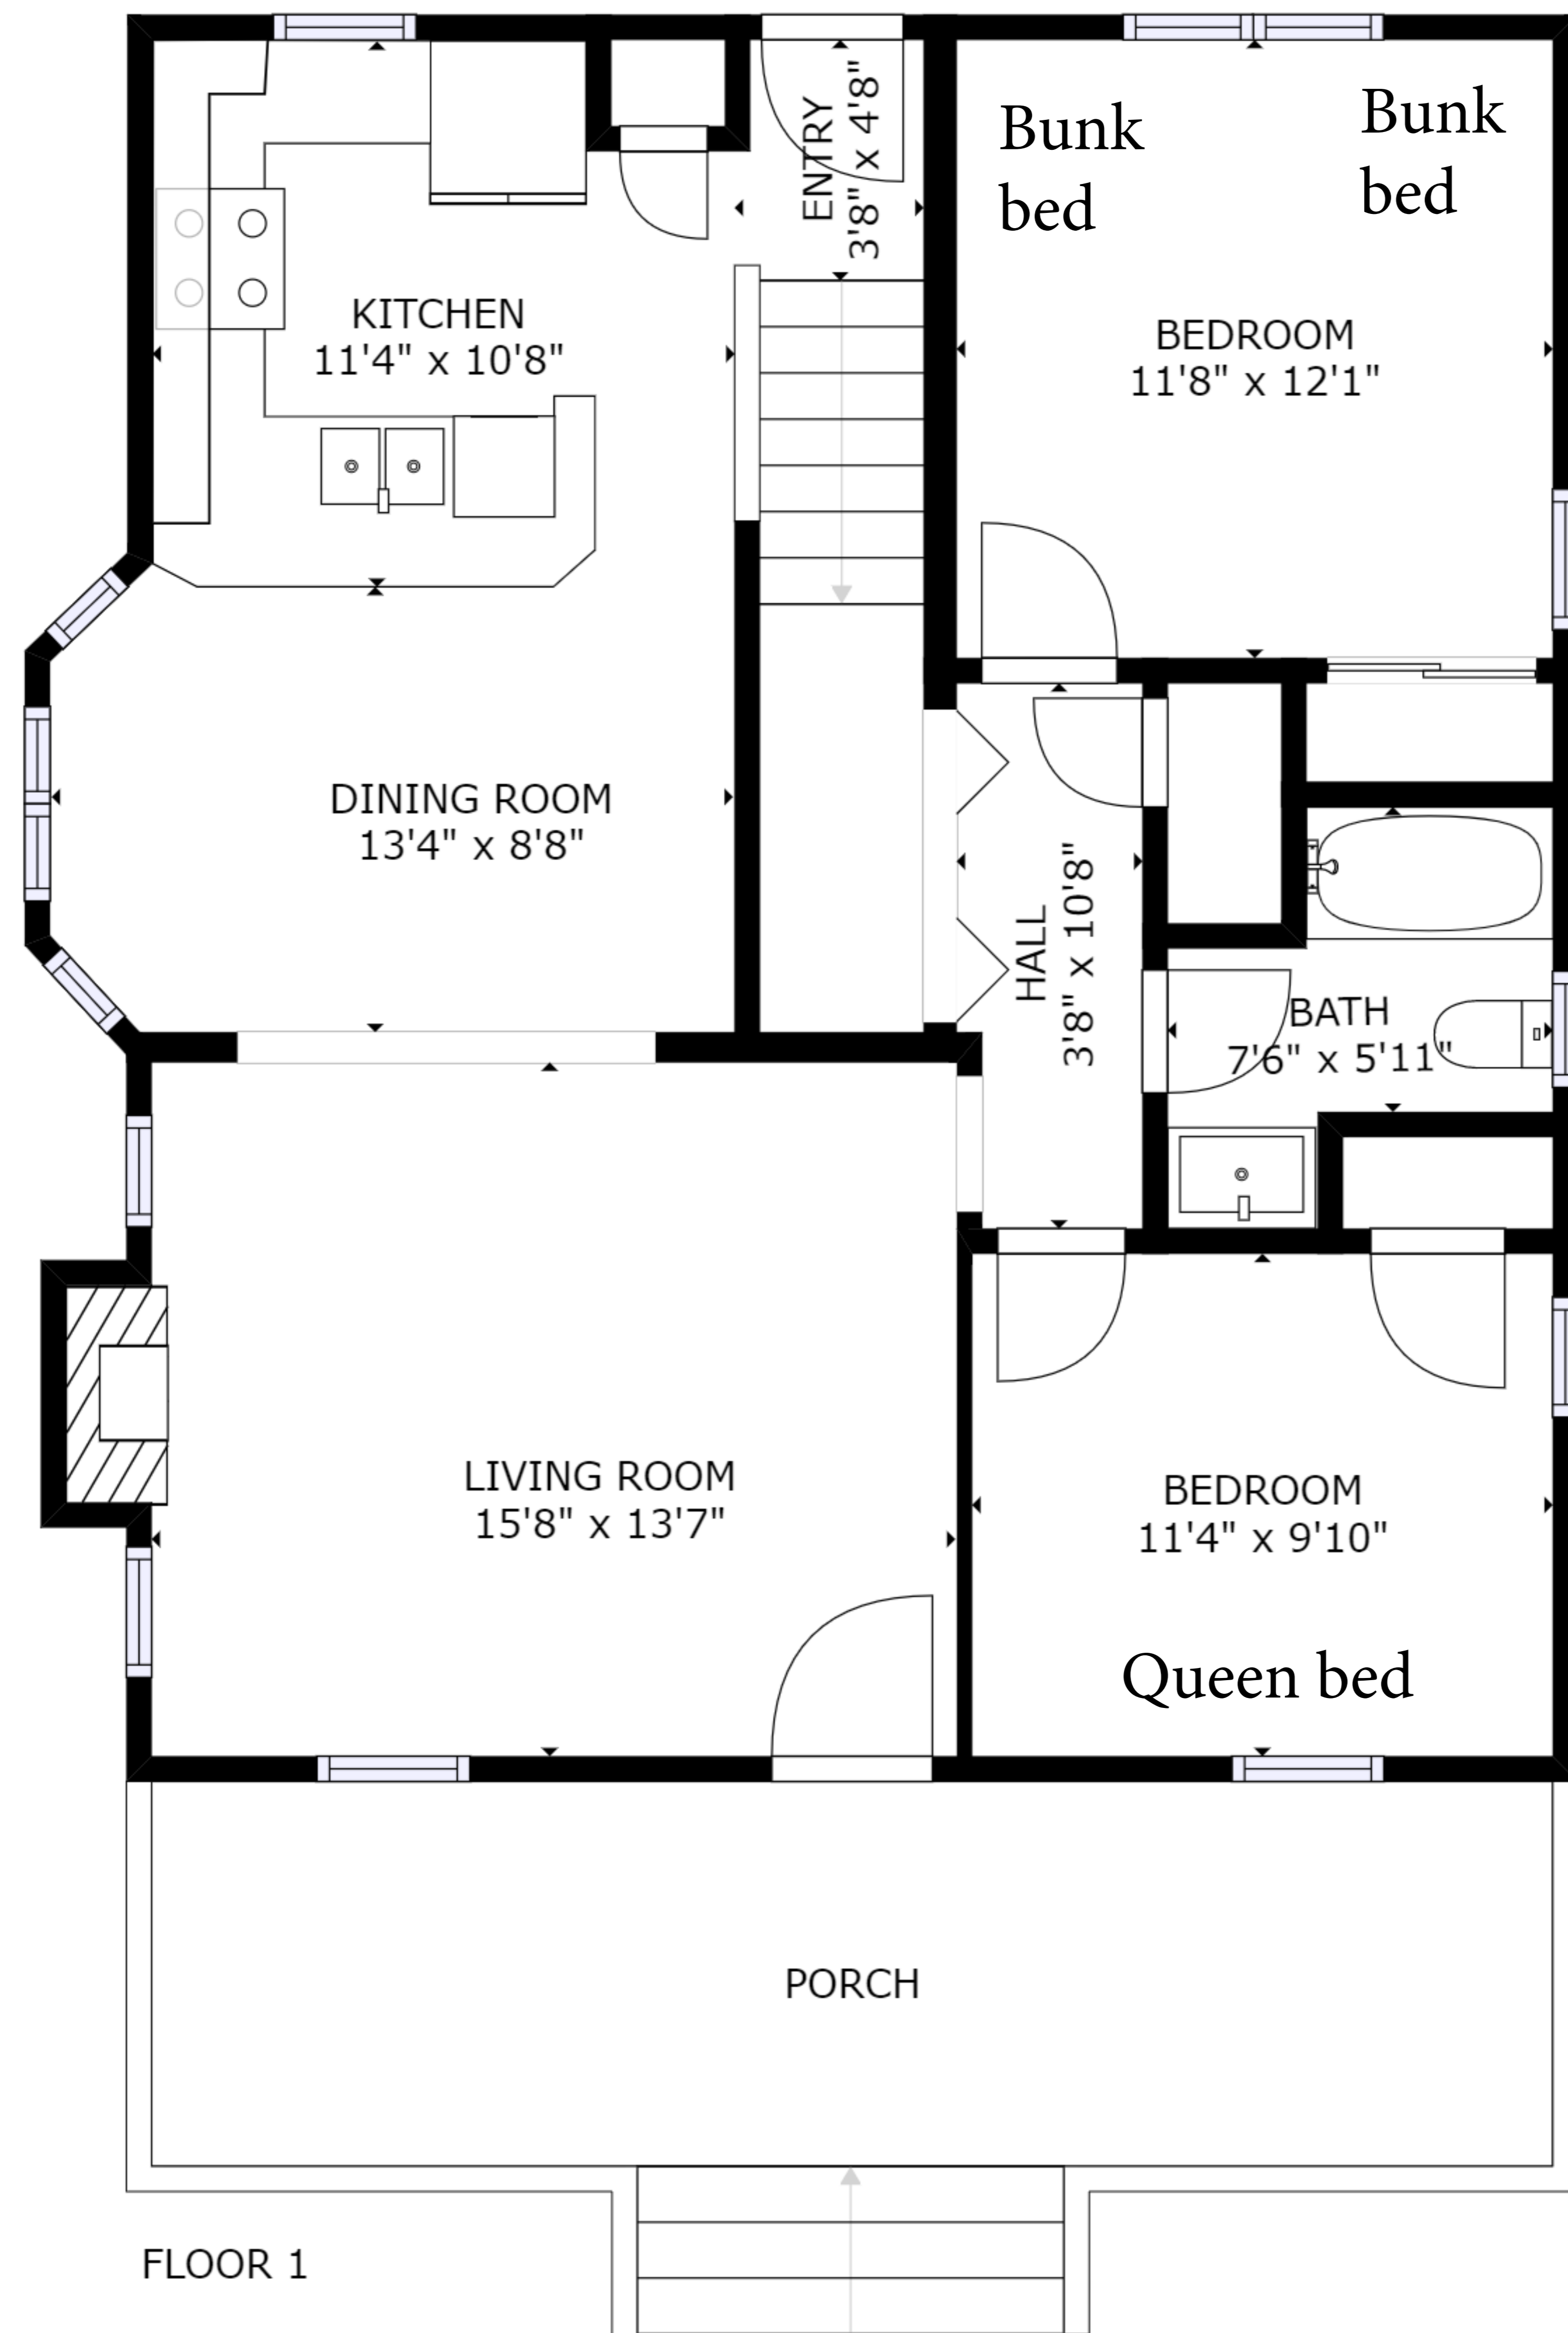 Bunk
bed
Bunk
bed
ENTRY
3'8" x 4'8"
KITCHEN
11'4" x 10'8"
BEDROOM
11'8" x 12'1"
DINING ROOM
13'4" x 8'8"
HALL
3'8" x 10'8"
BATH
7'6" x 5'11"
LIVING ROOM
15'8" x 13'7"
BEDROOM
11'4" x 9'10"
Queen bed
PORCH
FLOOR 1